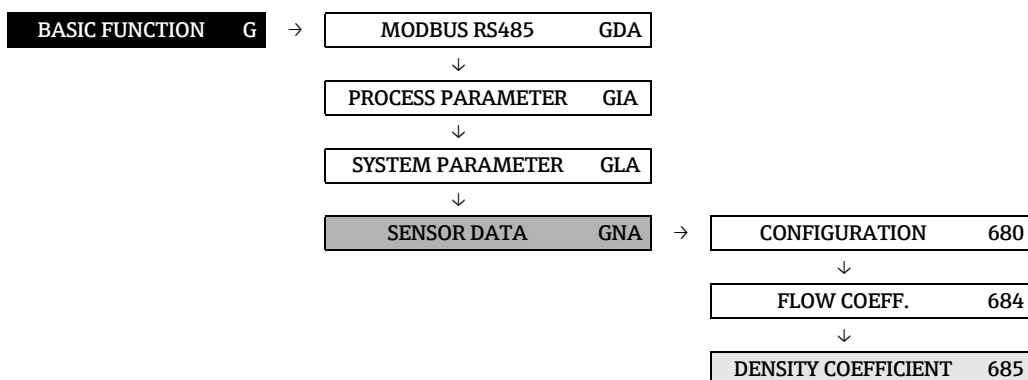 BASIC FUNCTION G → MODBUS RS485 GDA
↓
PROCESS PARAMETER GIA
↓
SYSTEM PARAMETER GLA
↓
SENSOR DATA GNA → CONFIGURATION 680
↓
FLOW COEFF. 684
↓
DENSITY COEFFICIENT 685